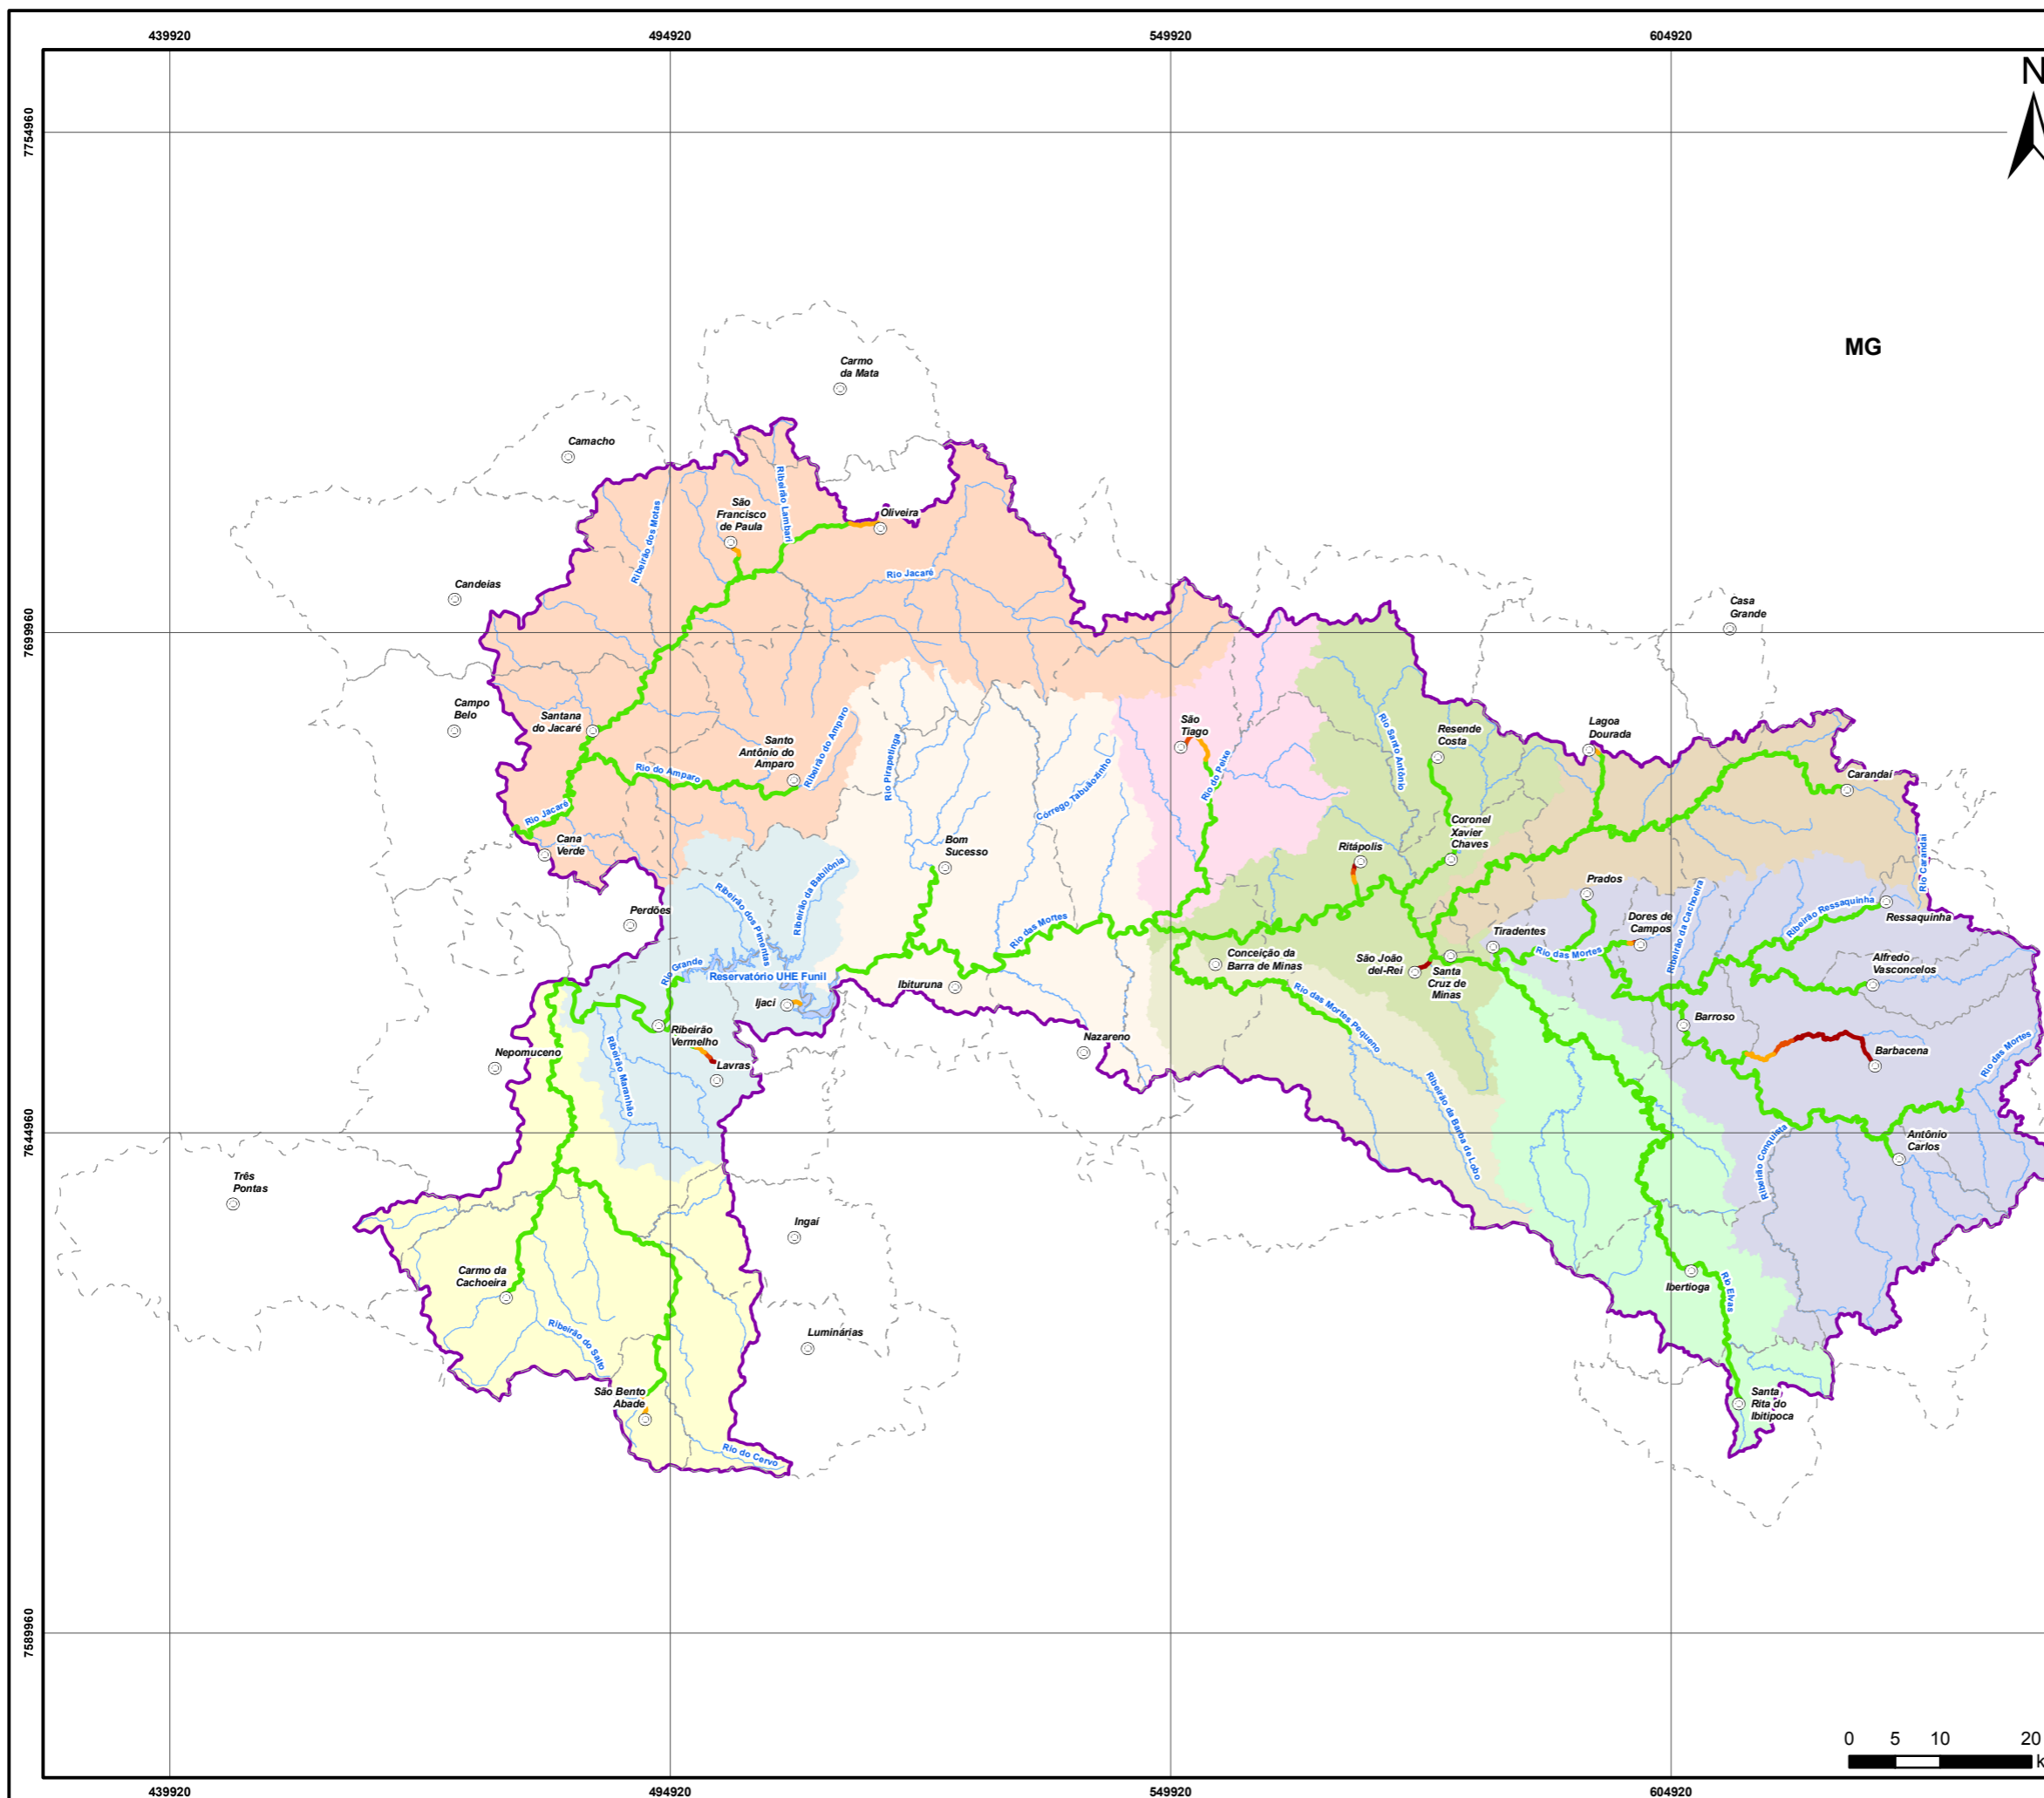 439920
494920
549920
604920
N
7754960
MG
Carmo
da Mata
Camacho
Ribeirão Lambari
Ribeirão dos Motas
São
Francisco
de Paula
Oliveira
Rio Jacaré
Candeias
Casa
Grande
7699960
Campo
Belo
Santana
do Jacaré
Santo
Antônio do
Amparo
Ribeirão do Amparo
Rio do Amparo
Rio Pirapetinga
Córrego Tabuãozinho
São
Tiago
Rio do Peixe
Rio Santo Antônio
Resende
Costa
Lagoa
Dourada
Carandaí
Rio Jacaré
Cana
Verde
Bom
Sucesso
Ritápolis
Coronel
Xavier
Chaves
Rio Carandaí
Ribeirão da Babilônia
Ribeirão dos Pimentas
Perdões
Prados
Dores de
Campos
Ribeirão da Cachoeira
Ribeirão Ressaquinha
Ressaquinha
Rio das Mortes
Tiradentes
Rio das Mortes
Conceição da
Barra de Minas
São João
del-Rei
Santa
Cruz de
Minas
Alfredo
Vasconcelos
Rio Grande
Reservatório UHE Funil
Ijaci
Ibituruna
Rio das Mortes Pequeno
Barroso
Ribeirão
Vermelho
Nazareno
Nepomuceno
Lavras
Ribeirão Maranhão
Barbacena
Rio das Mortes
Ribeirão da Barba de Lobo
7644960
Antônio
Carlos
Ribeirão Conquista
Três
Pontas
Ingaí
Carmo da
Cachoeira
Ibertioga
Rio Elvas
Ribeirão do Salto
Luminárias
São Bento
Abade
Santa
Rita do
Ibitipoca
Rio do Cervo
7589960
0
5
10
20
k
439920
494920
549920
604920